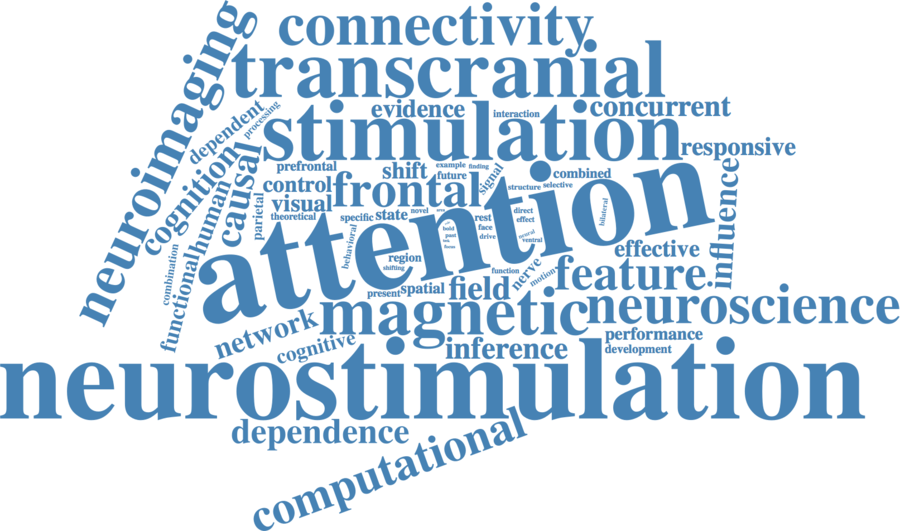 connectivity
neuroimaging
transcranial
evidence
concurrent
interaction
processing
dependent
stimulation
responsive
cognition
causal
prefrontal
shift
example
finding
future
signal
combined
control
frontal
structure
selective
human
parietal
visual
attention
influence
theoretical
specific
state
novel
rest
direct
effect
bilateral
face
drive
bold
past
neural
ventral
focus
behavioral
region
shifting
effective
combination
functional
function
nerve
motion
feature
present
spatial
field
magnetic
neuroscience
network
cognitive
inference
performance
development
neurostimulation
dependence
computational